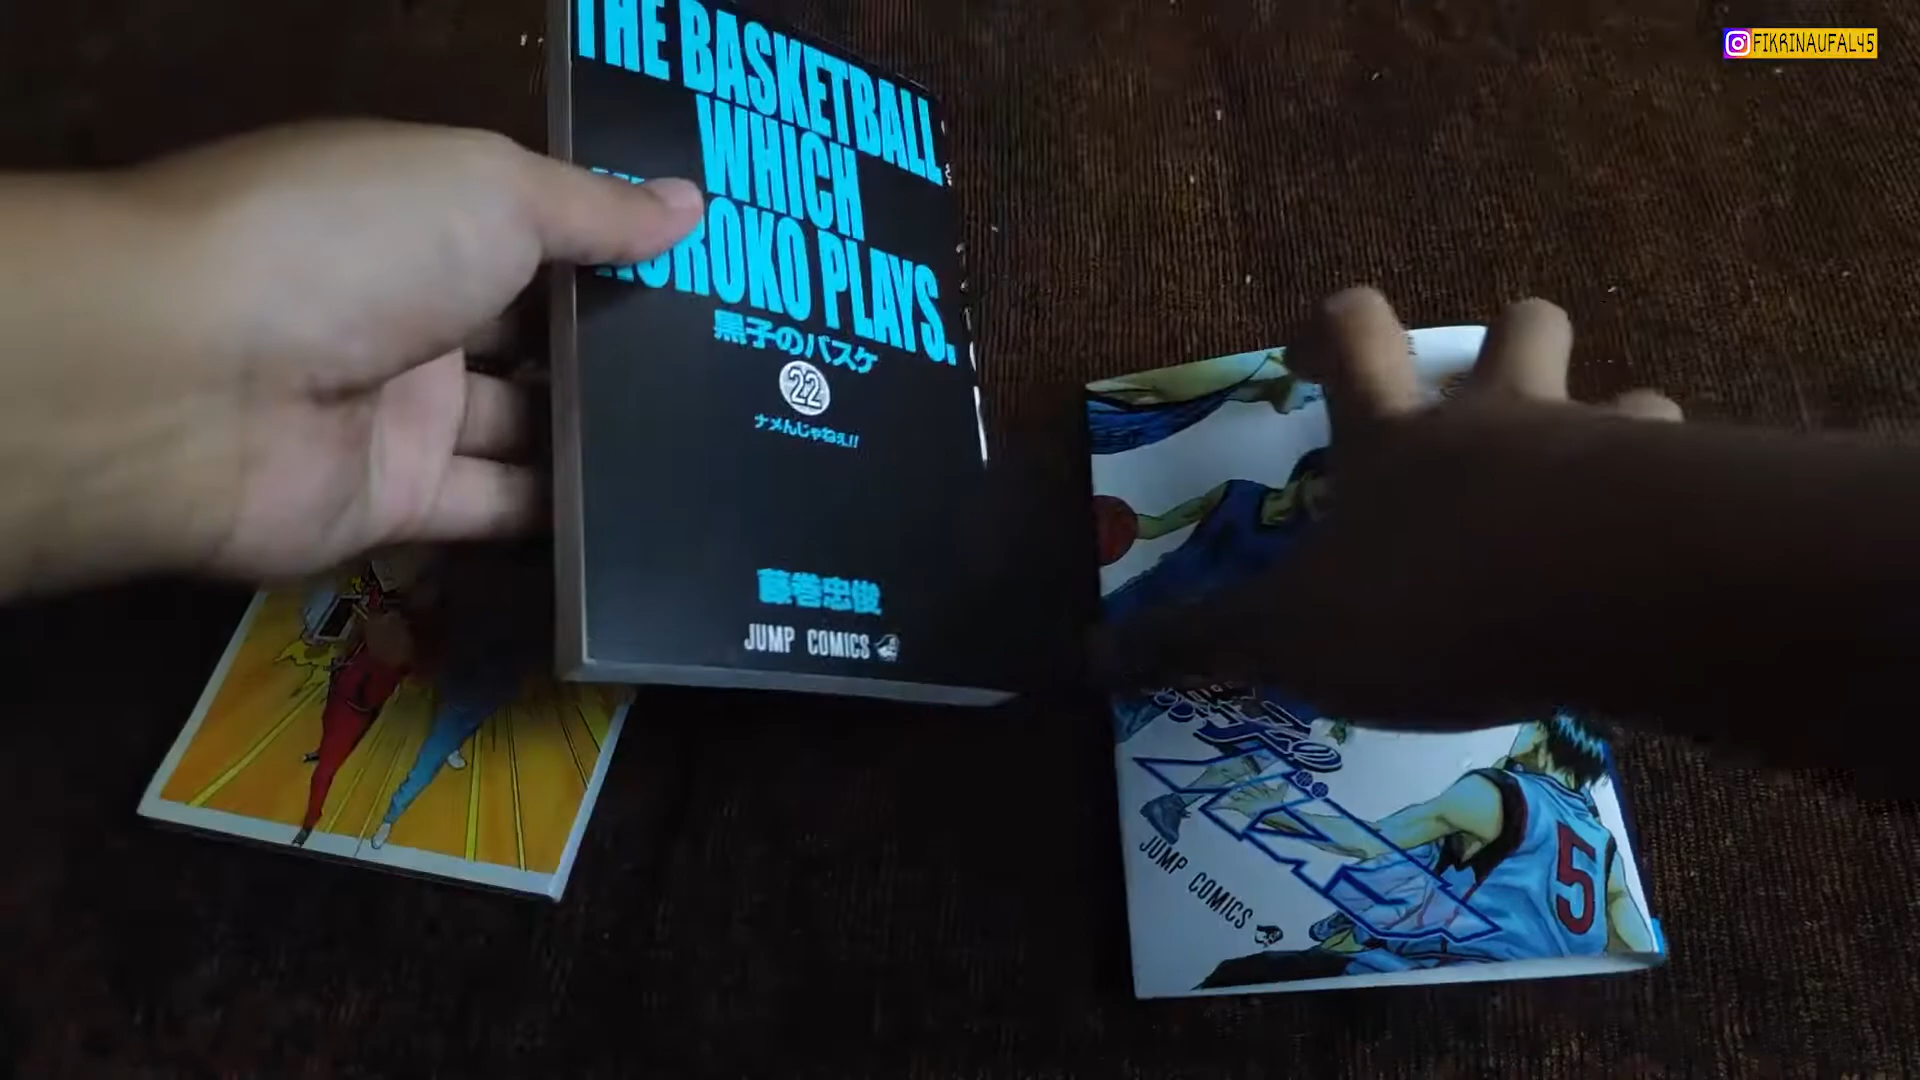 FIKRINAUFAL45
THE BASKETBALL
WHICH
KUROKO PLAYS.
黒子のバスケ
22
ナメんじゃねぇ!!
藤巻忠俊
JUMP COMICS
JUMP COMICS
5